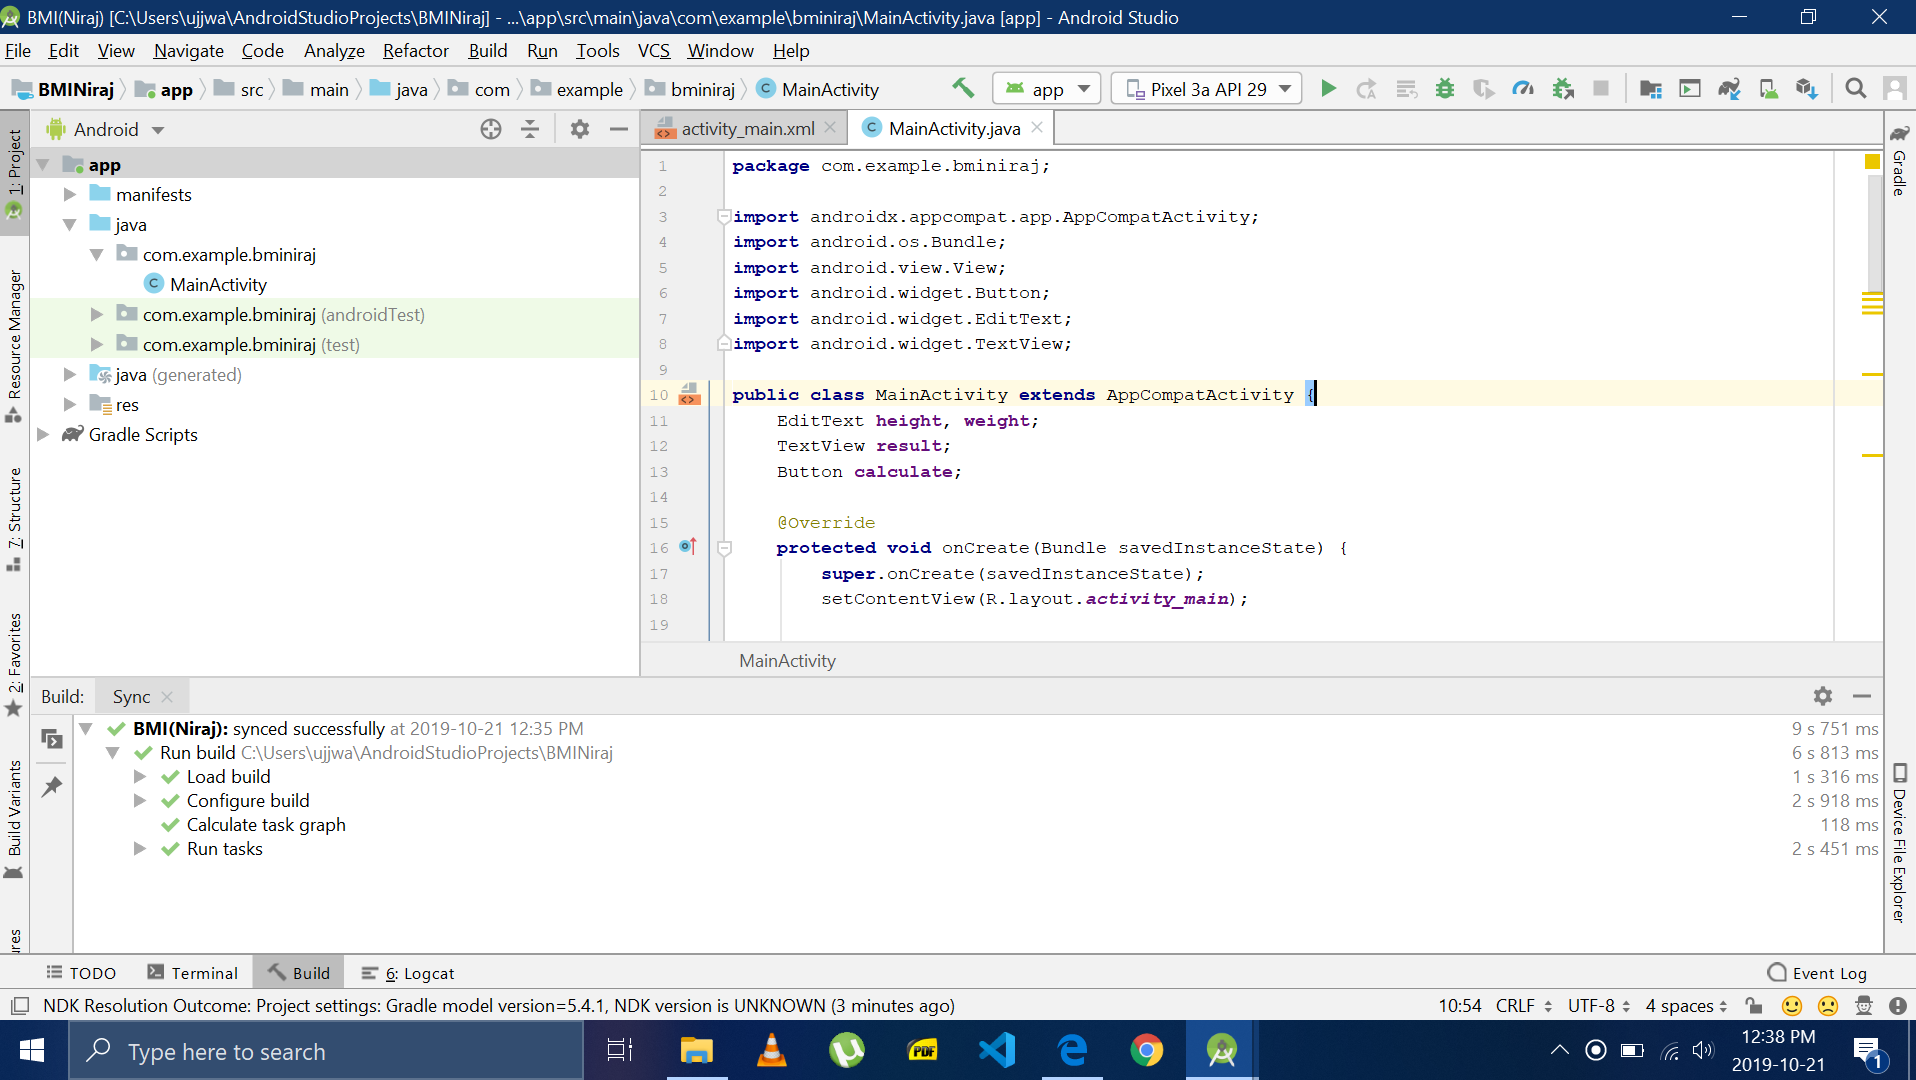 BMI(Niraj) [C:\Users\ujjwa\AndroidStudioProjects\BMINiraj] - ...\app\src\main\java\com\example\bminiraj\MainActivity.java [app] - Android Studio
File Edit View Navigate Code Analyze Refactor Build Run Tools VCS Window Help
BMINiraj app src main java com example bminiraj MainActivity app Pixel 3a API 29
1: Project
Resource Manager
7: Structure
2: Favorites
Build Variants
ures
Android
app
manifests
java
com.example.bminiraj
MainActivity
com.example.bminiraj (androidTest)
com.example.bminiraj (test)
java (generated)
res
Gradle Scripts
activity_main.xml MainActivity.java
1 package com.example.bminiraj;
2
3 import androidx.appcompat.app.AppCompatActivity;
4 import android.os.Bundle;
5 import android.view.View;
6 import android.widget.Button;
7 import android.widget.EditText;
8 import android.widget.TextView;
9
10 public class MainActivity extends AppCompatActivity {
11 EditText height, weight;
12 TextView result;
13 Button calculate;
14
15 @Override
16 protected void onCreate(Bundle savedInstanceState) {
17 super.onCreate(savedInstanceState);
18 setContentView(R.layout.activity_main);
19
MainActivity
Gradle
Device File Explorer
Build: Sync
BMI(Niraj): synced successfully at 2019-10-21 12:35 PM 9 s 751 ms
Run build C:\Users\ujjwa\AndroidStudioProjects\BMINiraj 6 s 813 ms
Load build 1 s 316 ms
Configure build 2 s 918 ms
Calculate task graph 118 ms
Run tasks 2 s 451 ms
TODO Terminal Build 6: Logcat Event Log
NDK Resolution Outcome: Project settings: Gradle model version=5.4.1, NDK version is UNKNOWN (3 minutes ago) 10:54 CRLF UTF-8 4 spaces
Type here to search
PDF
12:38 PM
2019-10-21
1